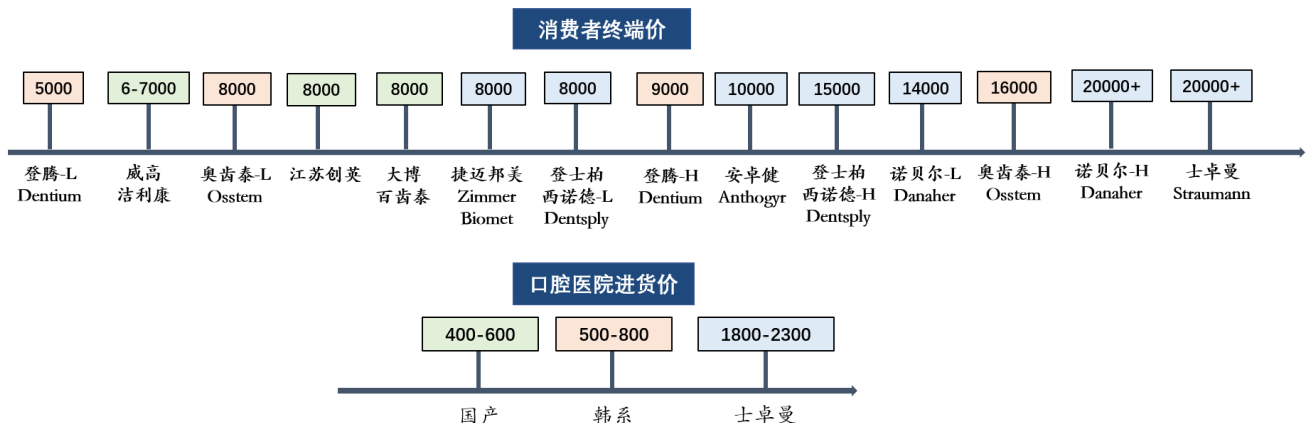 消费者终端价
5000 6-7000 8000 8000 8000 8000 8000 9000 10000 15000 14000 16000 20000+ 20000+
登腾-L
Dentium
威高
洁利康
奥齿泰-L
Osstem
江苏创英
大博
百齿泰
捷迈邦美
Zimmer
Biomet
登士柏
西诺德-L
Dentsply
登腾-H
Dentium
安卓健
Anthogyr
登士柏
西诺德-H
Dentsply
诺贝尔-L
Danaher
奥齿泰-H
Osstem
诺贝尔-H
Danaher
士卓曼
Straumann
口腔医院进货价
400-600 500-800 1800-2300
国产 韩系 士卓曼